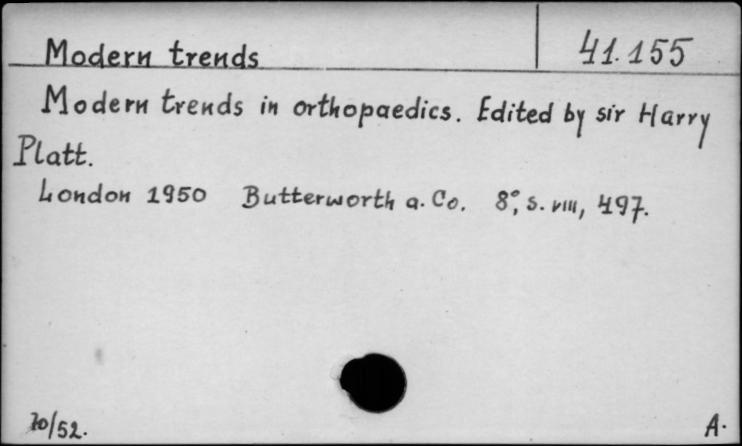 Modern trends
41.155
Modern trends in orthopaedics. Edited by sir Harry
Platt.
London 1950 Butterworth a. Co. 8°, s. VIII, 497.
70/52.
A.